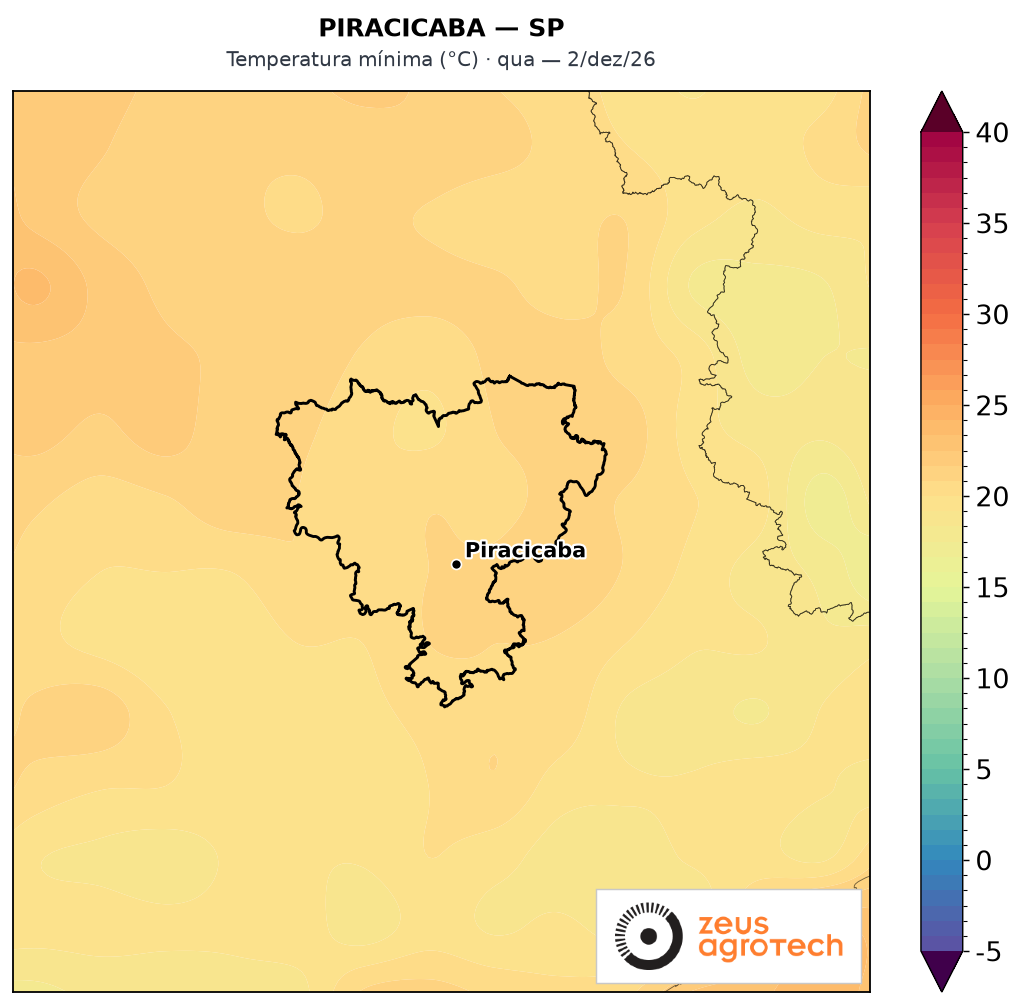 PIRACICABA — SP
Temperatura mínima (°C) · qua — 2/dez/26
40
35
30
25
20
15
10
5
0
-5
Piracicaba
zeus
agrotech